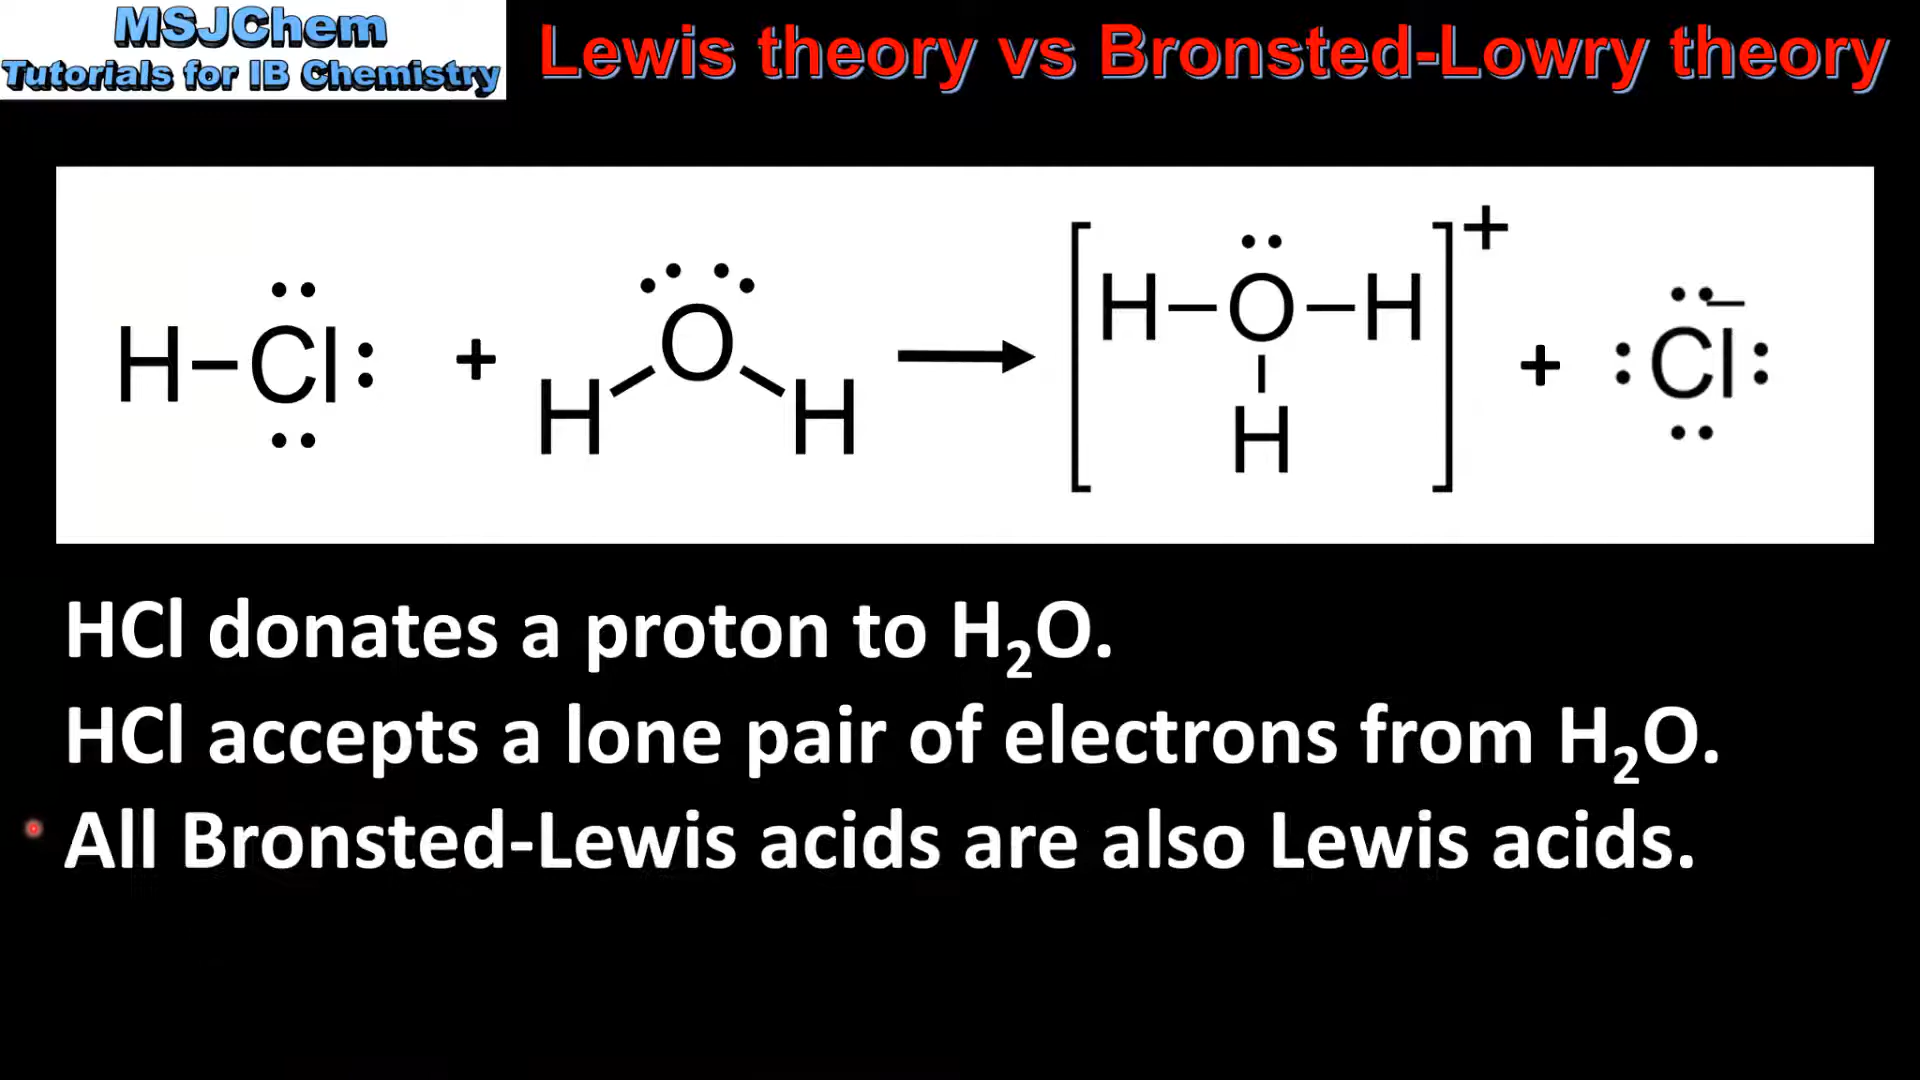 MSJChem
Tutorials for IB Chemistry
Lewis theory vs Bronsted-Lowry theory
H–Cl: + H O H → [H–O–H H]+ + :Cl:–
HCl donates a proton to H₂O.
HCl accepts a lone pair of electrons from H₂O.
All Bronsted-Lewis acids are also Lewis acids.